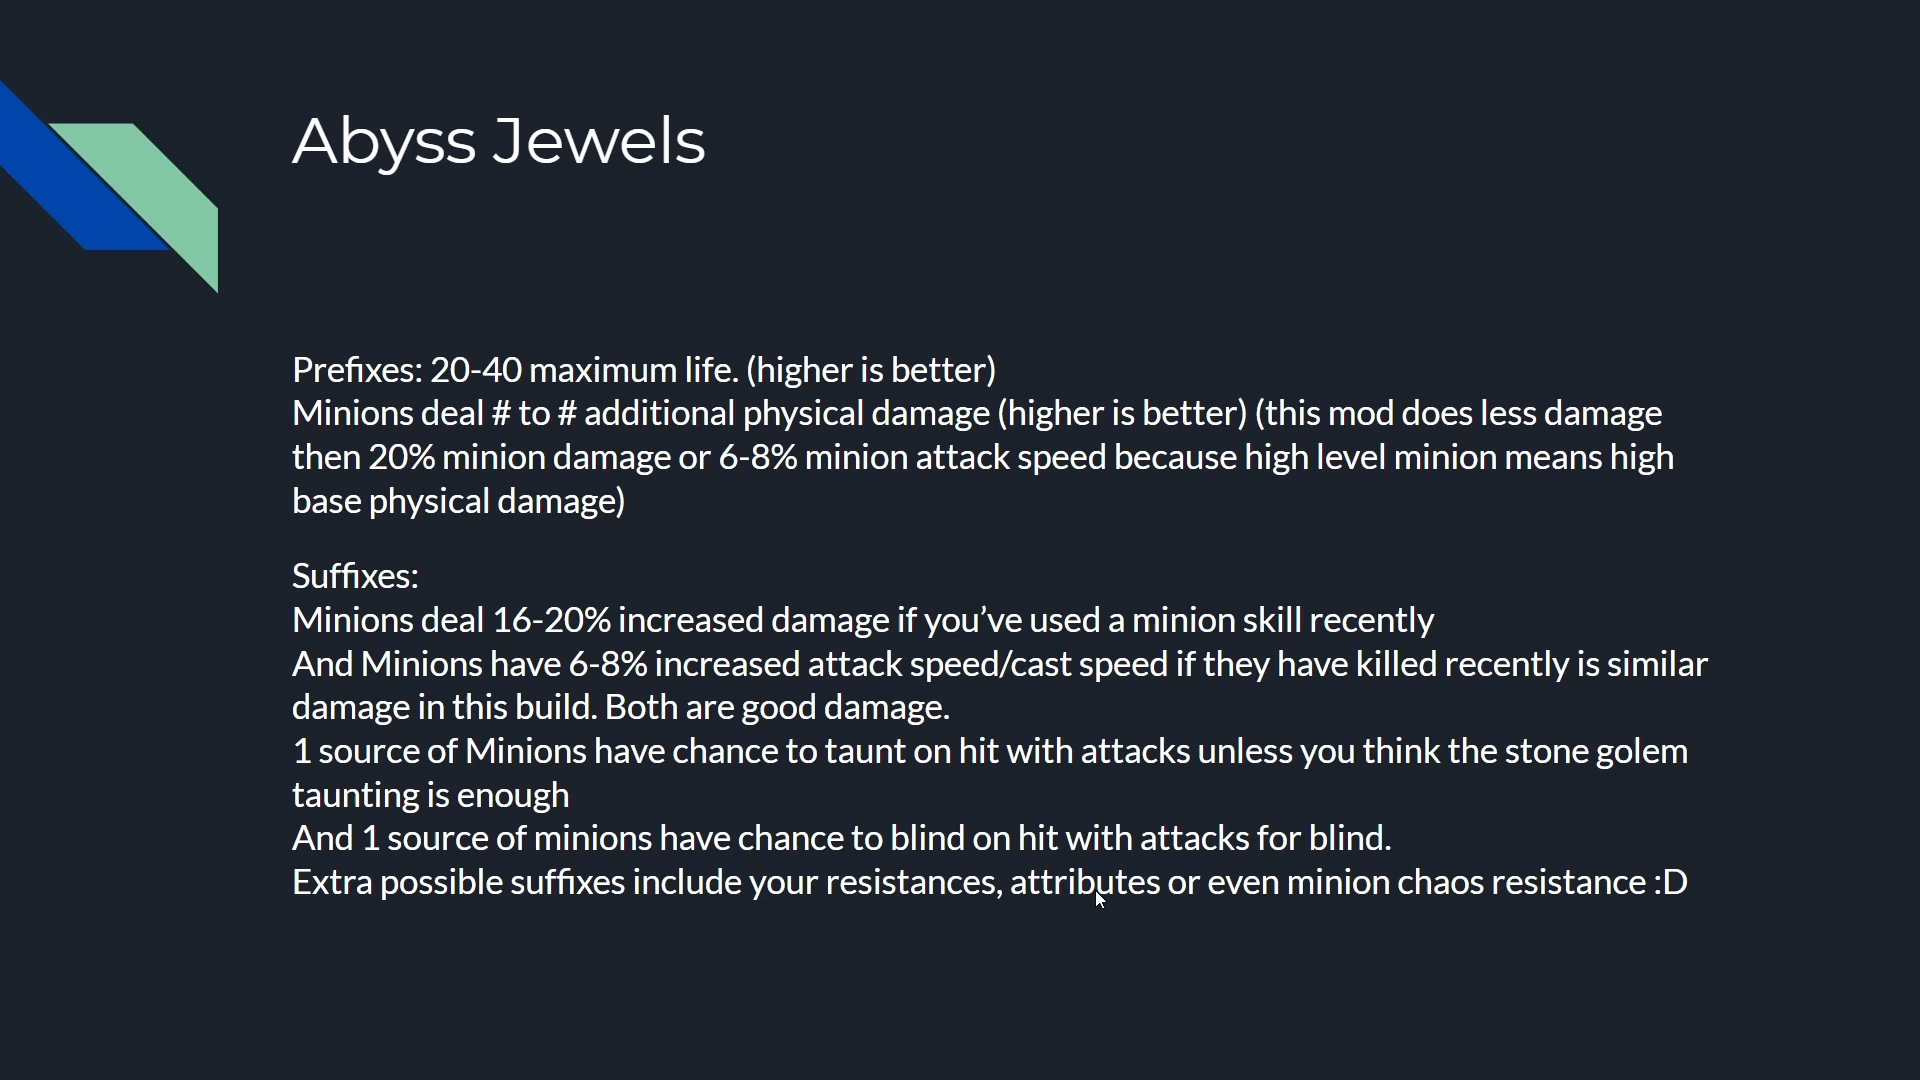 Abyss Jewels
Prefixes: 20-40 maximum life. (higher is better)
Minions deal # to # additional physical damage (higher is better) (this mod does less damage
then 20% minion damage or 6-8% minion attack speed because high level minion means high
base physical damage)
Suffixes:
Minions deal 16-20% increased damage if you’ve used a minion skill recently
And Minions have 6-8% increased attack speed/cast speed if they have killed recently is similar
damage in this build. Both are good damage.
1 source of Minions have chance to taunt on hit with attacks unless you think the stone golem
taunting is enough
And 1 source of minions have chance to blind on hit with attacks for blind.
Extra possible suffixes include your resistances, attributes or even minion chaos resistance :D